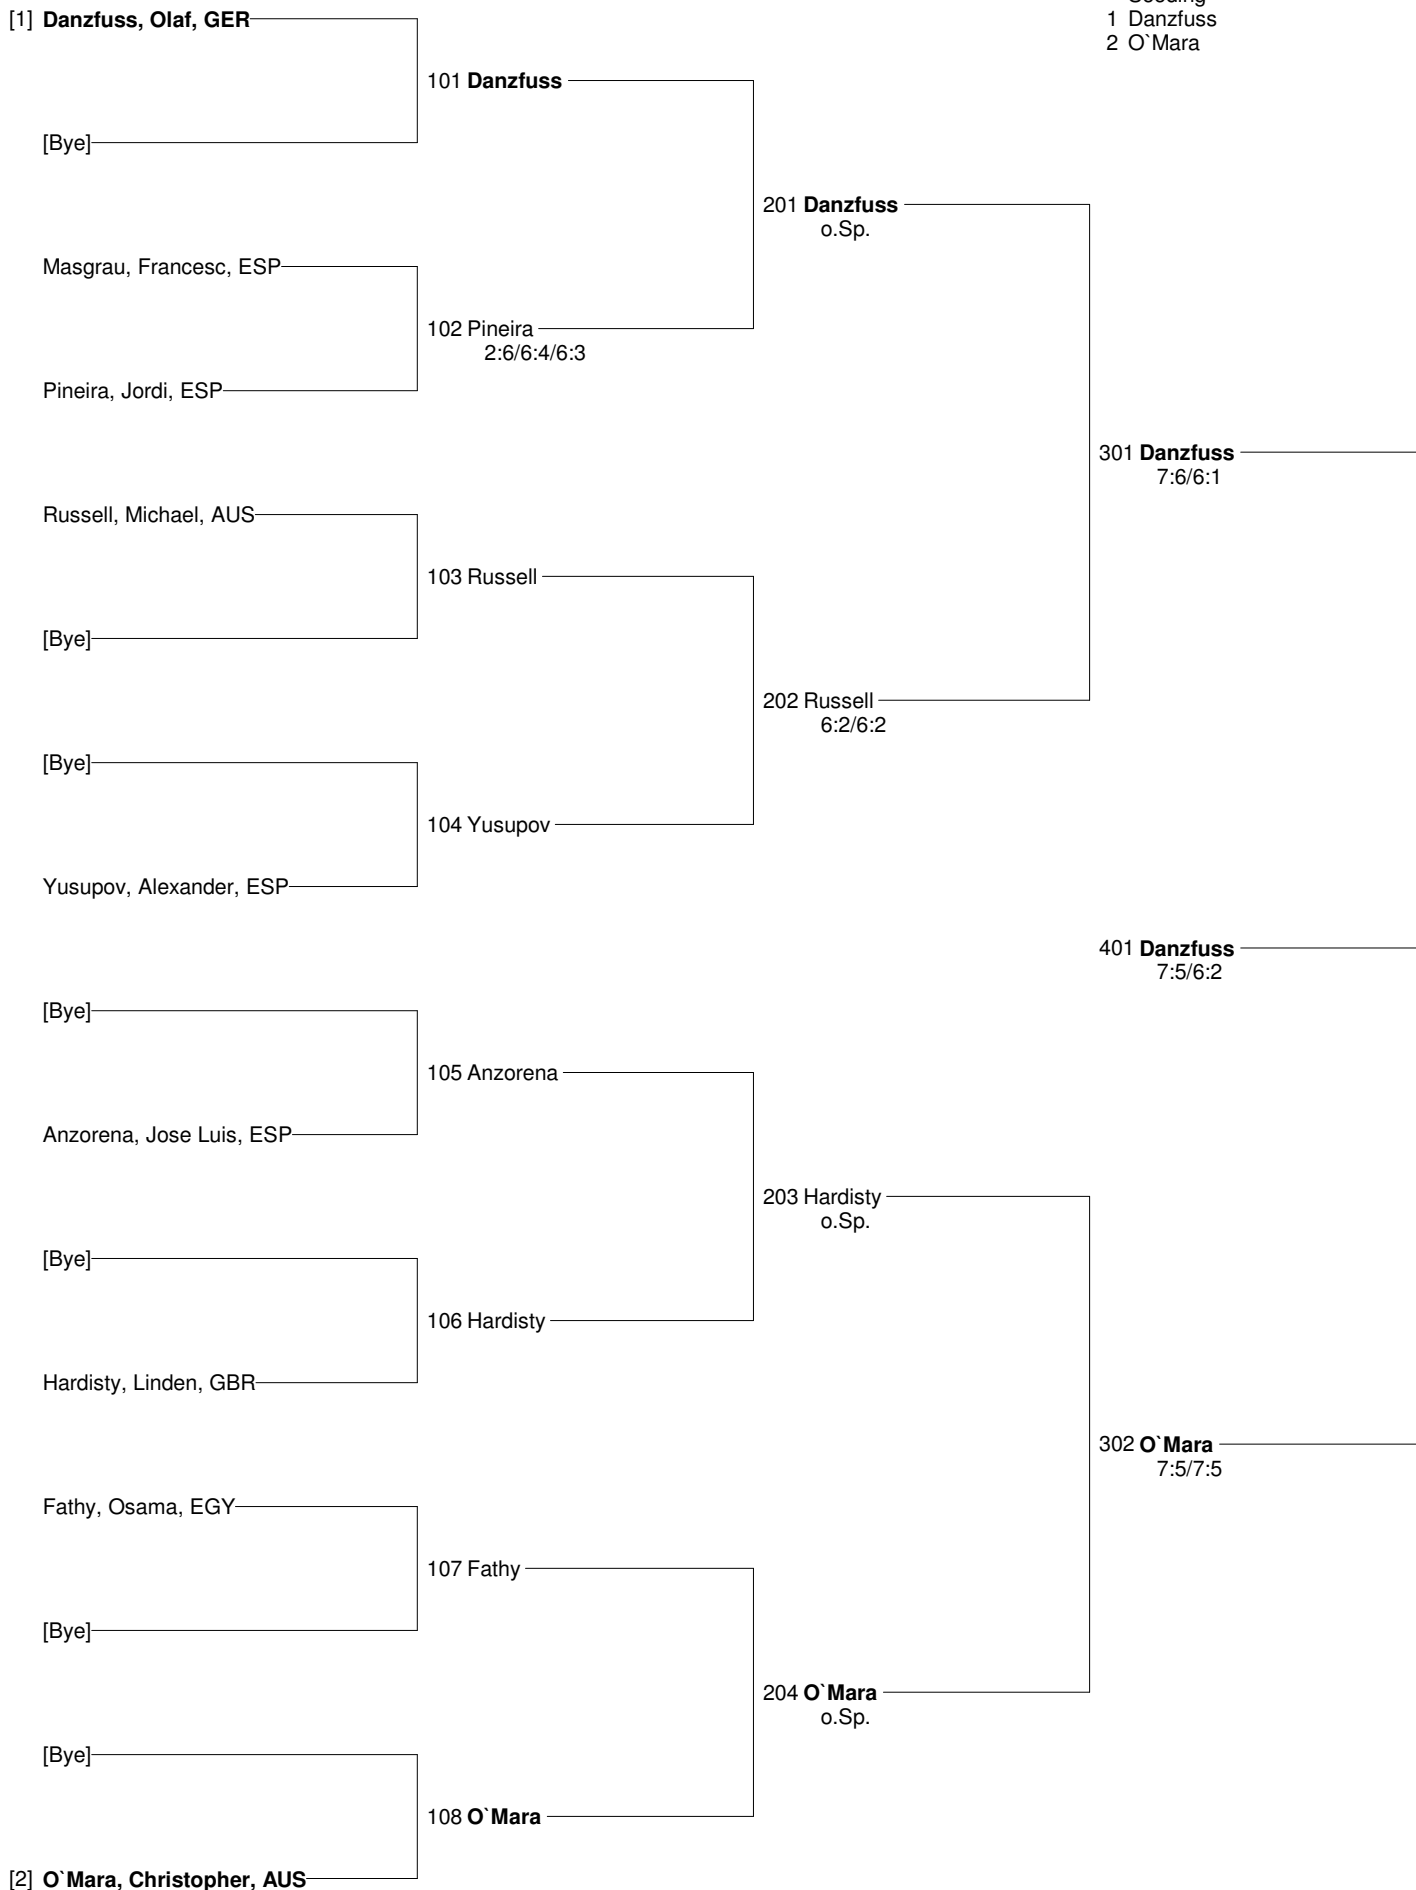 Seeding
1 Danzfuss
2 O`Mara
[1] Danzfuss, Olaf, GER
101 Danzfuss
[Bye]
201 Danzfuss
o.Sp.
Masgrau, Francesc, ESP
102 Pineira
2:6/6:4/6:3
Pineira, Jordi, ESP
301 Danzfuss
7:6/6:1
Russell, Michael, AUS
103 Russell
[Bye]
202 Russell
6:2/6:2
[Bye]
104 Yusupov
Yusupov, Alexander, ESP
401 Danzfuss
7:5/6:2
[Bye]
105 Anzorena
Anzorena, Jose Luis, ESP
203 Hardisty
o.Sp.
[Bye]
106 Hardisty
Hardisty, Linden, GBR
302 O`Mara
7:5/7:5
Fathy, Osama, EGY
107 Fathy
[Bye]
204 O`Mara
o.Sp.
[Bye]
108 O`Mara
[2] O`Mara, Christopher, AUS